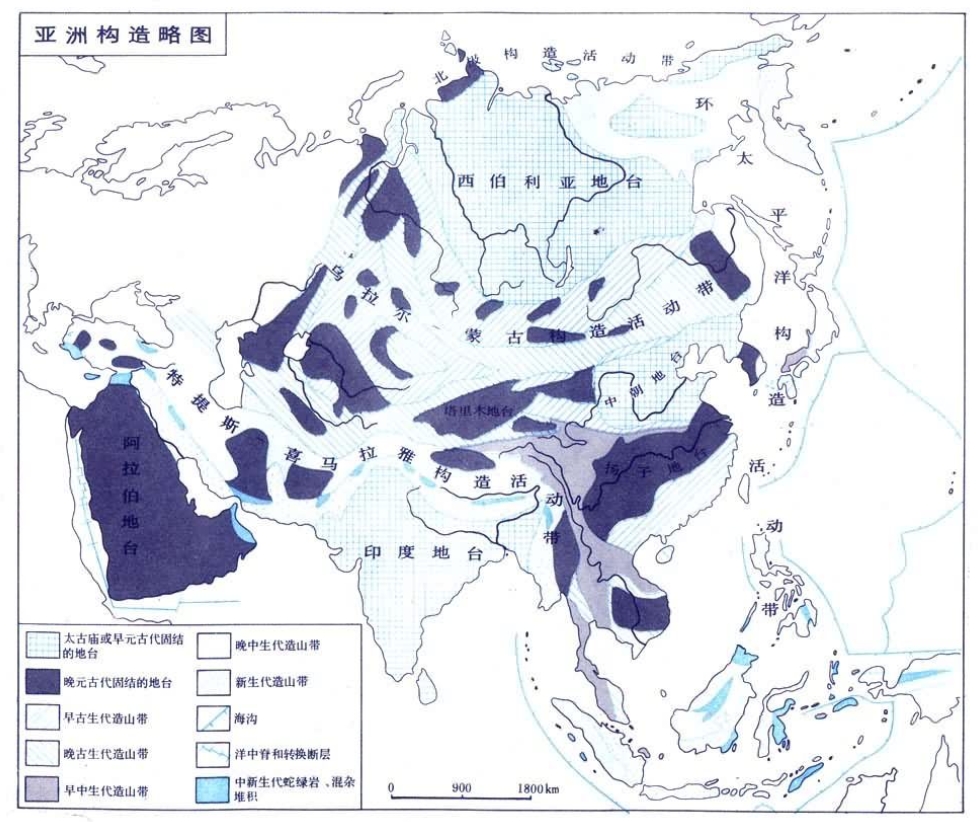 亚洲构造略图
北极构造活动带
环太平洋构造活动带
西伯利亚地台
乌拉尔蒙古构造活动带
中朝地台
塔里木地台
特提斯喜马拉雅构造活动带
扬子地台
阿拉伯地台
印度地台
太古庙或早元古代固结
的地台
晚元古代固结的地台
早古生代造山带
晚古生代造山带
早中生代造山带
晚中生代造山带
新生代造山带
海沟
洋中脊和转换断层
中新生代蛇绿岩、混杂
堆积
0 900 1800km